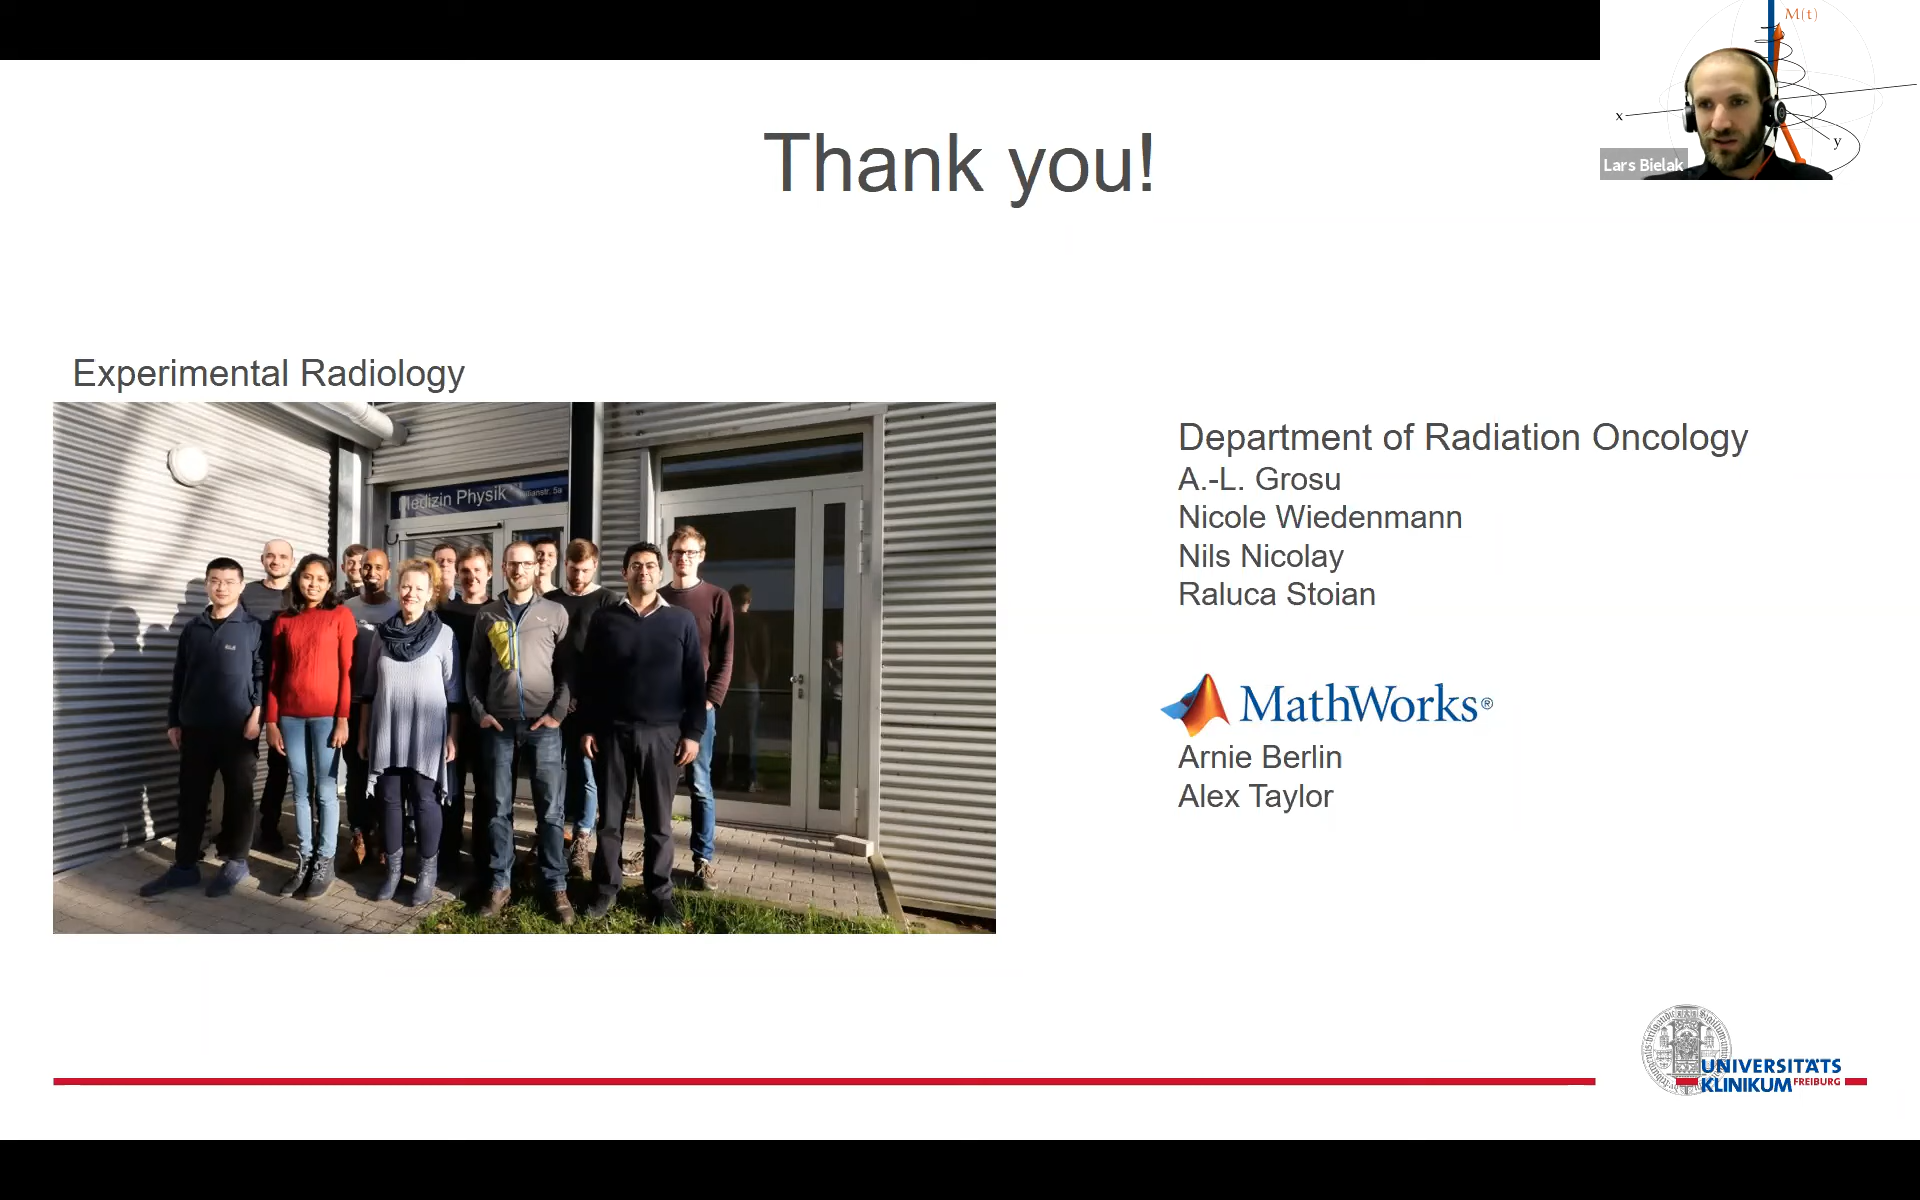 M(t)
x
y
Lars Bielak
Thank you!
Experimental Radiology
Medizin Physik
Department of Radiation Oncology
A.-L. Grosu
Nicole Wiedenmann
Nils Nicolay
Raluca Stoian
MathWorks®
Arnie Berlin
Alex Taylor
UNIVERSITÄTS
KLINIKUM FREIBURG